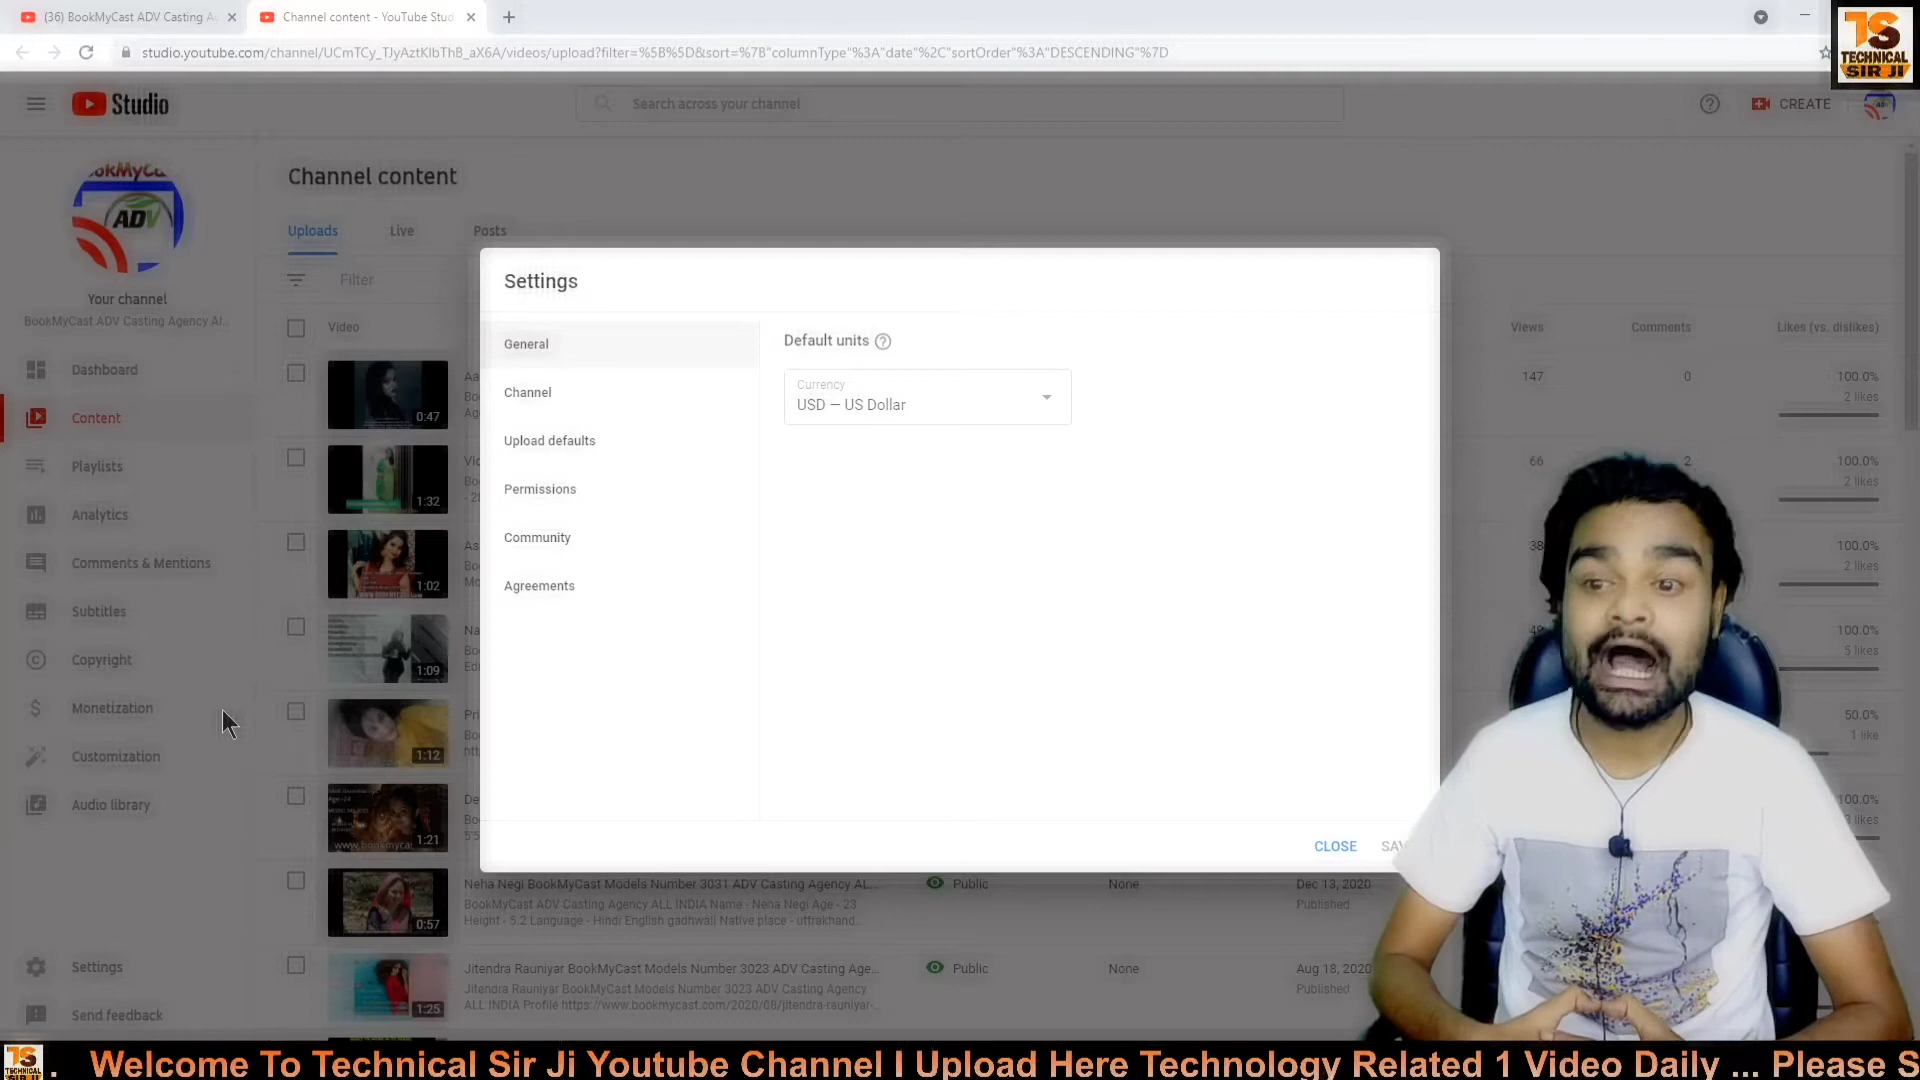 (36) BookMyCast ADV Casting A
Channel content - YouTube Stud
studio.youtube.com/channel/UCmTCy_TJyAztKIbTh8_aX6A/videos/upload?filter=%5B%5D&sort=%7B"columnType"%3A"date"%2C"sortOrder"%3A"DESCENDING"%7D
TS
TECHNICAL
SIR JI
Studio
Search across your channel
CREATE
Channel content
ADV
Uploads
Live
Posts
Your channel
BookMyCast ADV Casting Agency Al...
Filter
Video
Views
Comments
Likes (vs. dislikes)
Settings
General
Channel
Upload defaults
Permissions
Community
Agreements
Default units
Currency
USD — US Dollar
CLOSE
SAV
Dashboard
Content
Playlists
Analytics
Comments & Mentions
Subtitles
Copyright
Monetization
Customization
Audio library
Settings
Send feedback
0:47
147
0
100.0%
2 likes
1:32
66
2
100.0%
2 likes
1:02
38
100.0%
2 likes
1:09
100.0%
5 likes
1:12
50.0%
1 like
1:21
100.0%
likes
0:57
Neha Negi BookMyCast Models Number 3031 ADV Casting Agency AL...
BookMyCast ADV Casting Agency ALL INDIA Name - Neha Negi Age - 23
Height - 5.2 Language - Hindi English gadhwali Native place - uttrakhand...
Public
None
Dec 13, 2020
Published
1:25
Jitendra Rauniyar BookMyCast Models Number 3023 ADV Casting Age...
Jitendra Rauniyar BookMyCast Models Number 3023 ADV Casting Agency
ALL INDIA Profile https://www.bookmycast.com/2020/08/jitendra-rauniyar-...
Public
None
Aug 18, 2020
Published
. Welcome To Technical Sir Ji Youtube Channel I Upload Here Technology Related 1 Video Daily ... Please S